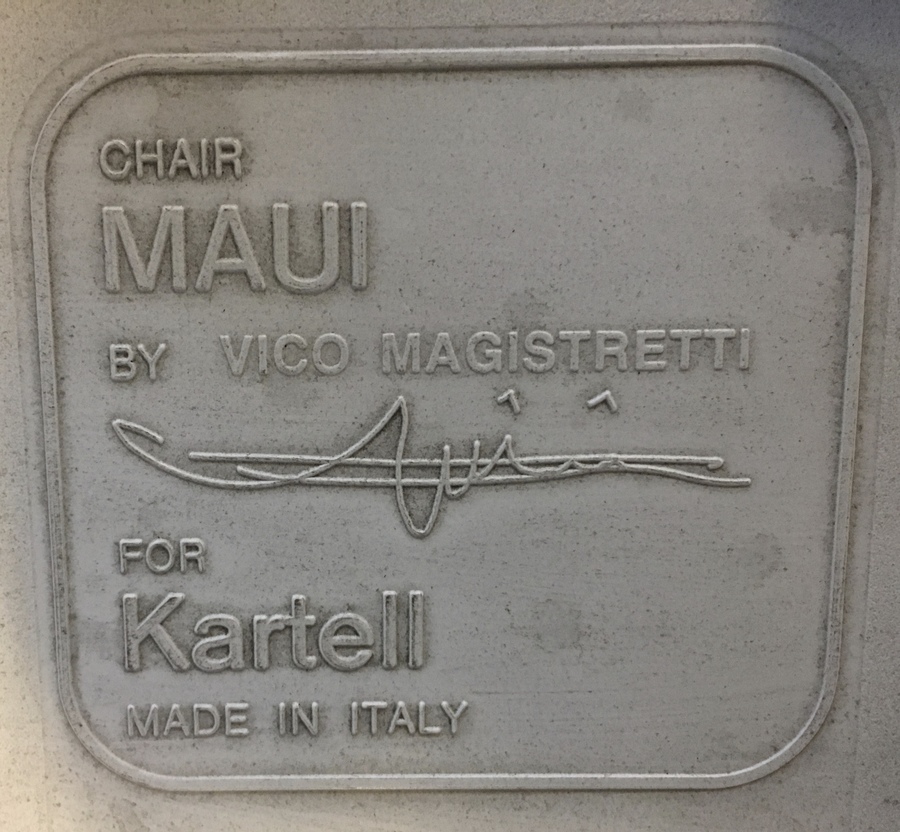 CHAIR
MAUI
BY VICO MAGISTRETTI
FOR
Kartell
MADE IN ITALY